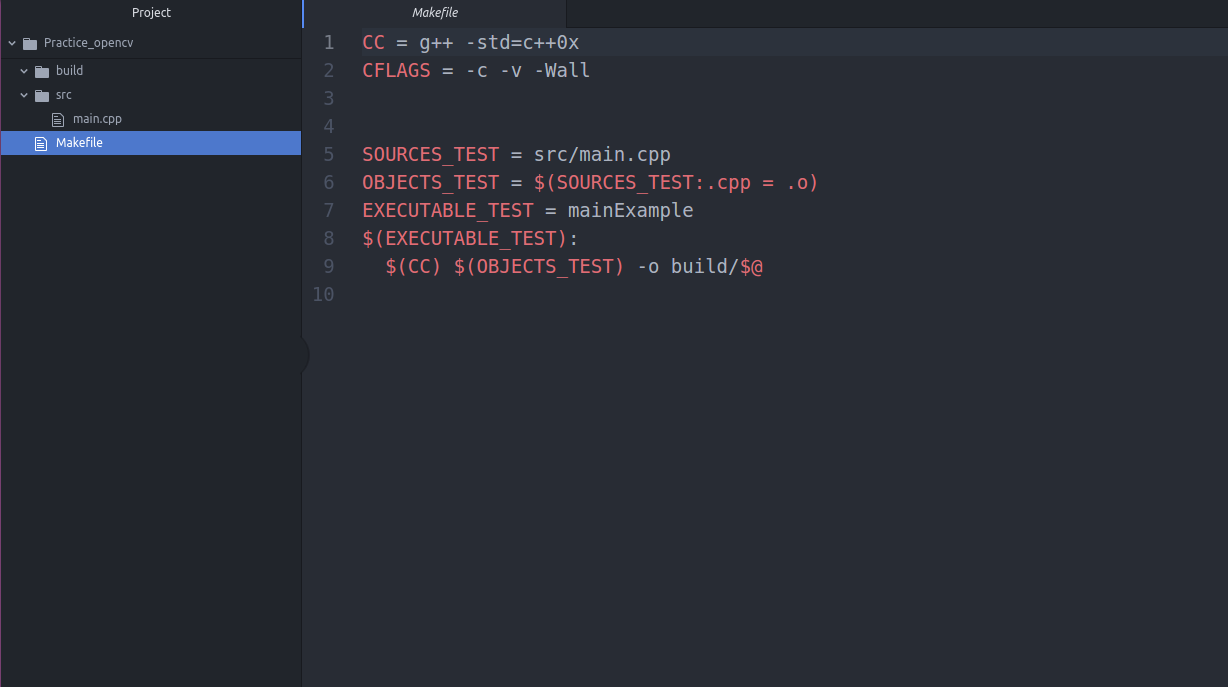 Project
Practice_opencv
build
src
main.cpp
Makefile
Makefile
1 CC = g++ -std=c++0x
2 CFLAGS = -c -v -Wall
3
4
5 SOURCES_TEST = src/main.cpp
6 OBJECTS_TEST = $(SOURCES_TEST:.cpp = .o)
7 EXECUTABLE_TEST = mainExample
8 $(EXECUTABLE_TEST):
9   $(CC) $(OBJECTS_TEST) -o build/$@
10